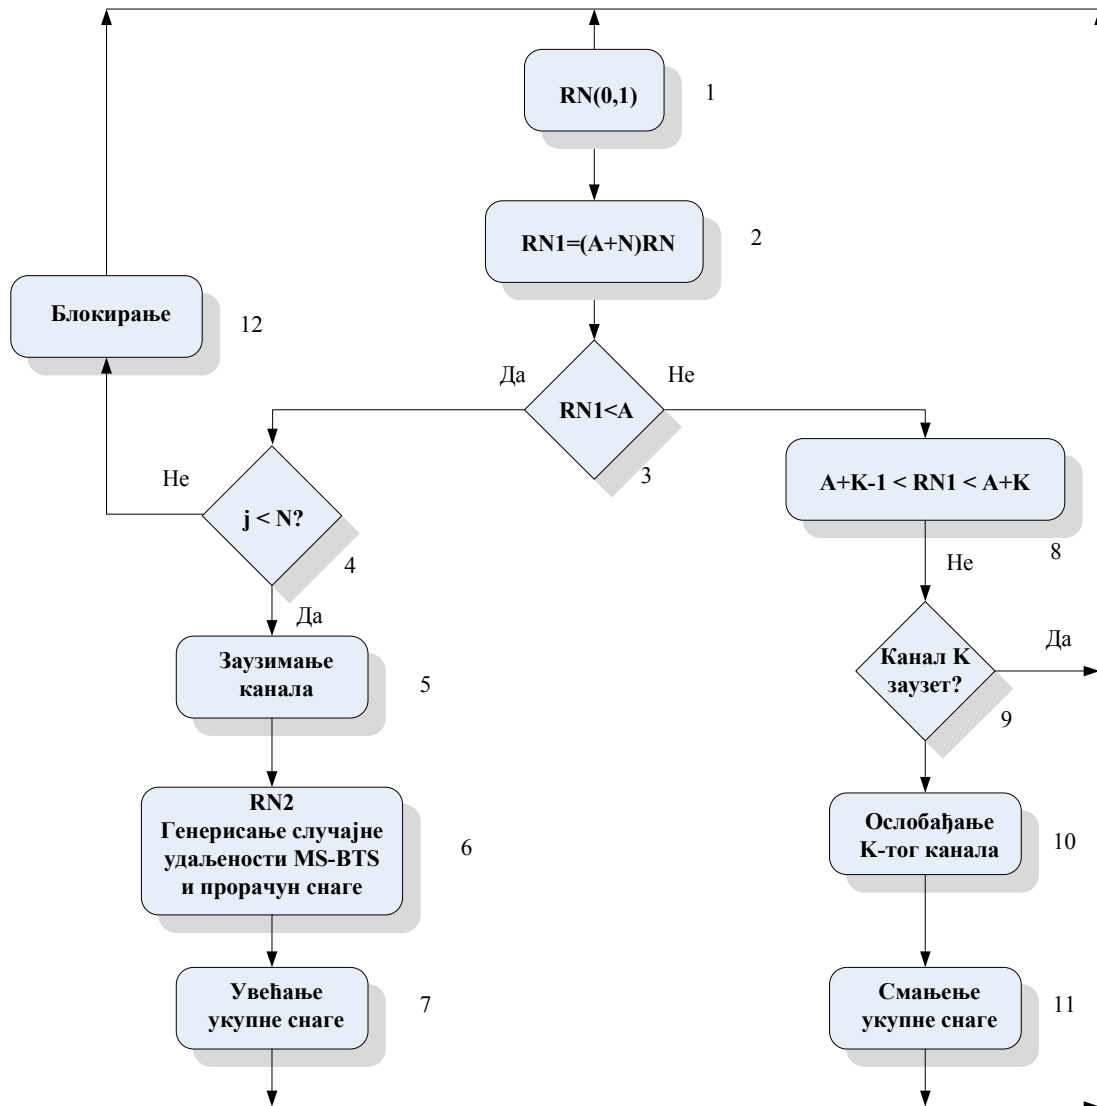 RN(0,1)
1
RN1=(A+N)RN
2
Блокирање
12
Да
Не
RN1<A
3
Не
j < N?
4
Да
A+K-1 < RN1 < A+K
8
Не
Заузимање
канала
5
Канал K
заузет?
Да
9
RN2
Генерисање случајне
удаљености MS-BTS
и прорачун снаге
6
Ослобађање
K-тог канала
10
Увећање
укупне снаге
7
Смањење
укупне снаге
11